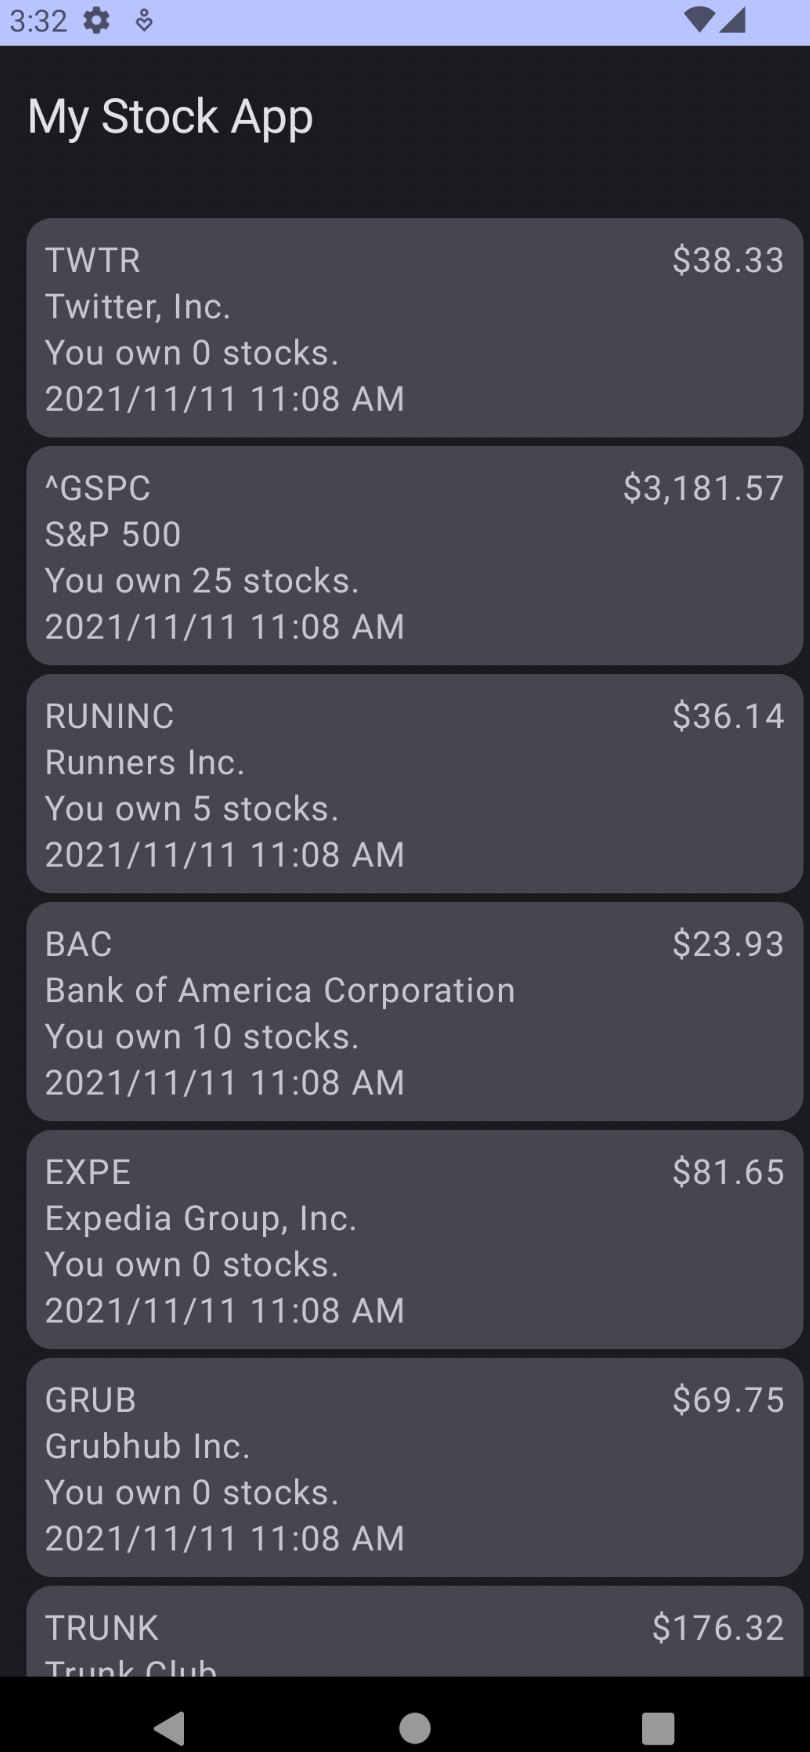 3:32
My Stock App
TWTR $38.33
Twitter, Inc.
You own 0 stocks.
2021/11/11 11:08 AM
^GSPC $3,181.57
S&P 500
You own 25 stocks.
2021/11/11 11:08 AM
RUNINC $36.14
Runners Inc.
You own 5 stocks.
2021/11/11 11:08 AM
BAC $23.93
Bank of America Corporation
You own 10 stocks.
2021/11/11 11:08 AM
EXPE $81.65
Expedia Group, Inc.
You own 0 stocks.
2021/11/11 11:08 AM
GRUB $69.75
Grubhub Inc.
You own 0 stocks.
2021/11/11 11:08 AM
TRUNK $176.32
Trunk Club